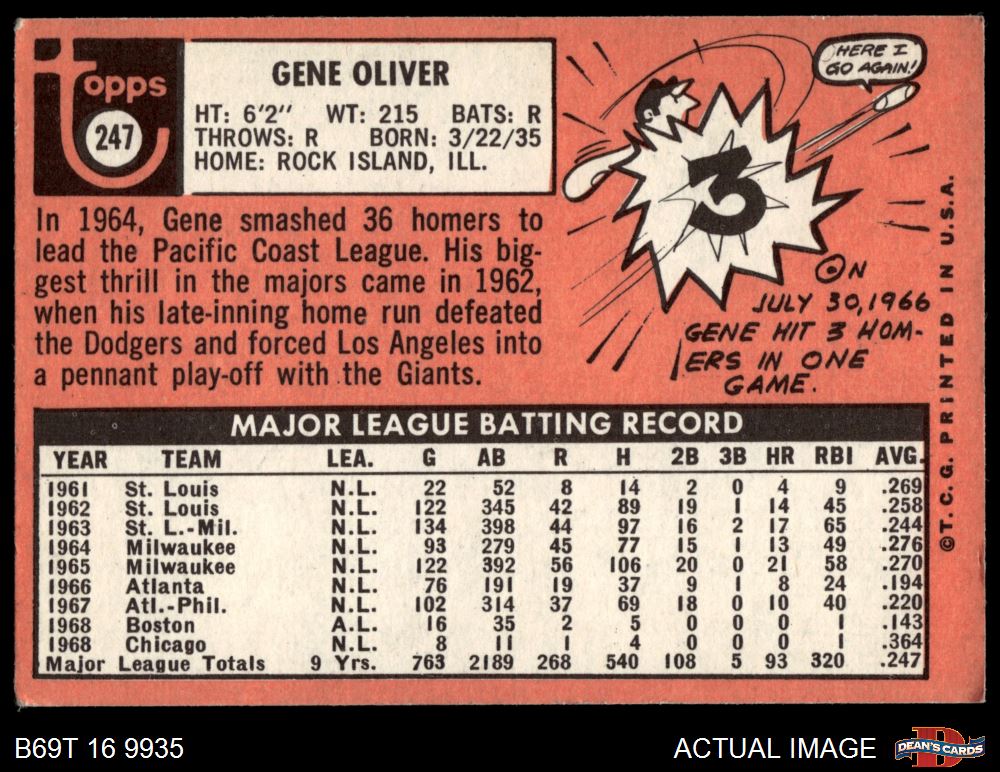 Topps
247
GENE OLIVER
HT: 6'2" WT: 215 BATS: R
THROWS: R BORN: 3/22/35
HOME: ROCK ISLAND, ILL.
In 1964, Gene smashed 36 homers to
lead the Pacific Coast League. His big-
gest thrill in the majors came in 1962,
when his late-inning home run defeated
the Dodgers and forced Los Angeles into
a pennant play-off with the Giants.
HERE I
GO AGAIN!
3
ON
JULY 30, 1966
GENE HIT 3 HOM-
ERS IN ONE
GAME.
©T. C. G. PRINTED IN U.S.A.
MAJOR LEAGUE BATTING RECORD
YEAR TEAM LEA. G AB R H 2B 3B HR RBI AVG.
1961 St. Louis N.L. 22 52 8 14 2 0 4 9 .269
1962 St. Louis N.L. 122 345 42 89 19 1 14 45 .258
1963 St. L.-Mil. N.L. 134 398 44 97 16 2 17 65 .244
1964 Milwaukee N.L. 93 279 45 77 15 1 13 49 .276
1965 Milwaukee N.L. 122 392 56 106 20 0 21 58 .270
1966 Atlanta N.L. 76 191 19 37 9 1 8 24 .194
1967 Atl.-Phil. N.L. 102 314 37 69 18 0 10 40 .220
1968 Boston A.L. 16 35 2 5 0 0 0 1 .143
1968 Chicago N.L. 8 11 1 4 0 0 0 1 .364
Major League Totals 9 Yrs. 763 2189 268 540 108 5 93 320 .247
B69T 16 9935
ACTUAL IMAGE
D
DEAN'S CARDS